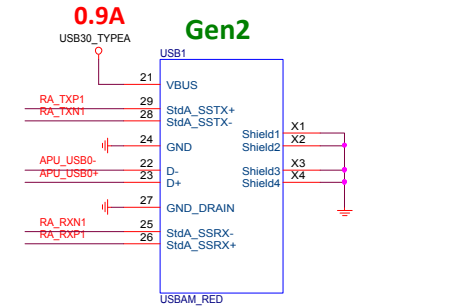 0.9A
Gen2
USB30_TYPEA
USB1
21 VBUS
RA_TXP1 29 StdA_SSTX+
RA_TXN1 28 StdA_SSTX-
Shield1 X1
24 GND Shield2 X2
APU_USB0- 22 D- Shield3 X3
APU_USB0+ 23 D+ Shield4 X4
27 GND_DRAIN
RA_RXN1 25 StdA_SSRX-
RA_RXP1 26 StdA_SSRX+
USBAM_RED